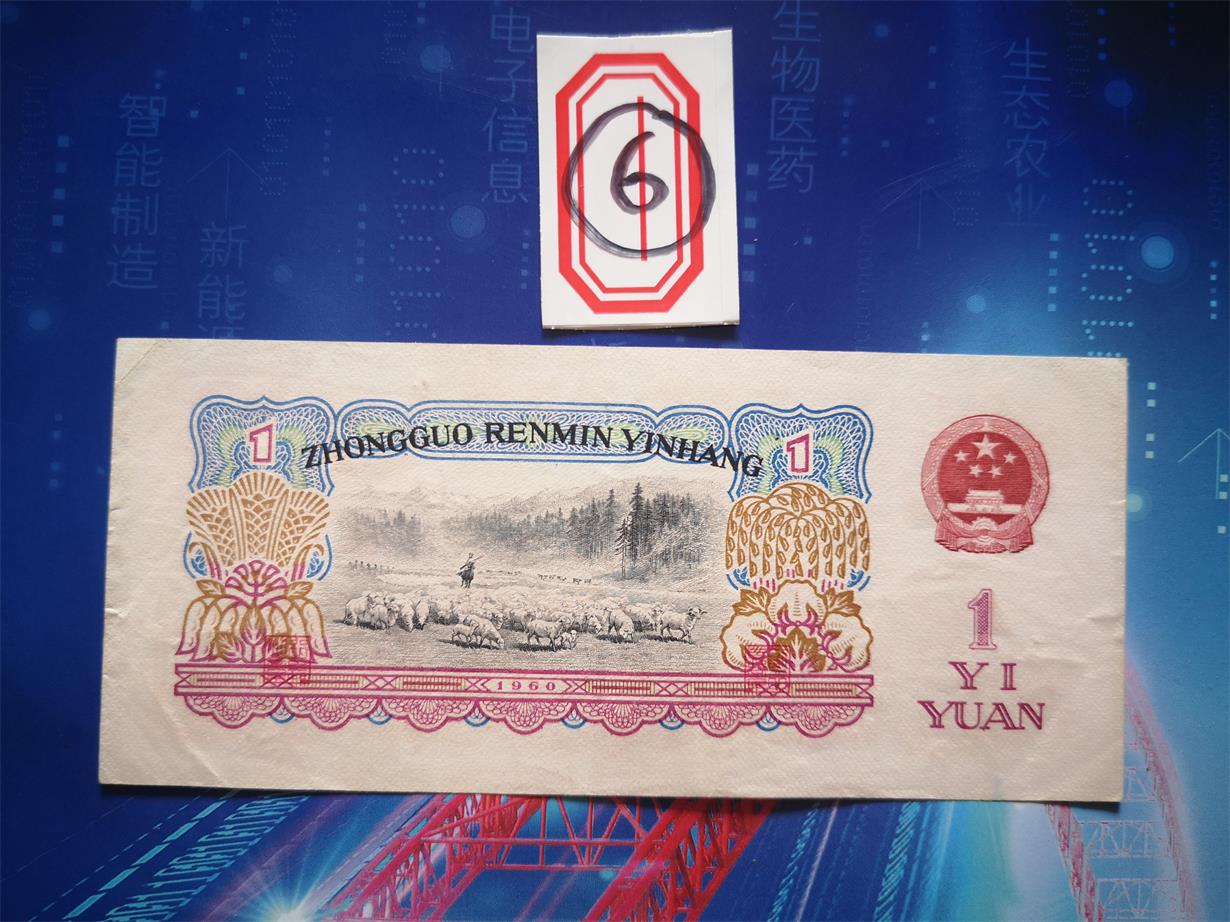 电子信息
生物医药
生态农业
智能制造
新能源
6
1
ZHONGGUO RENMIN YINHANG
1
1960
1
YI
YUAN